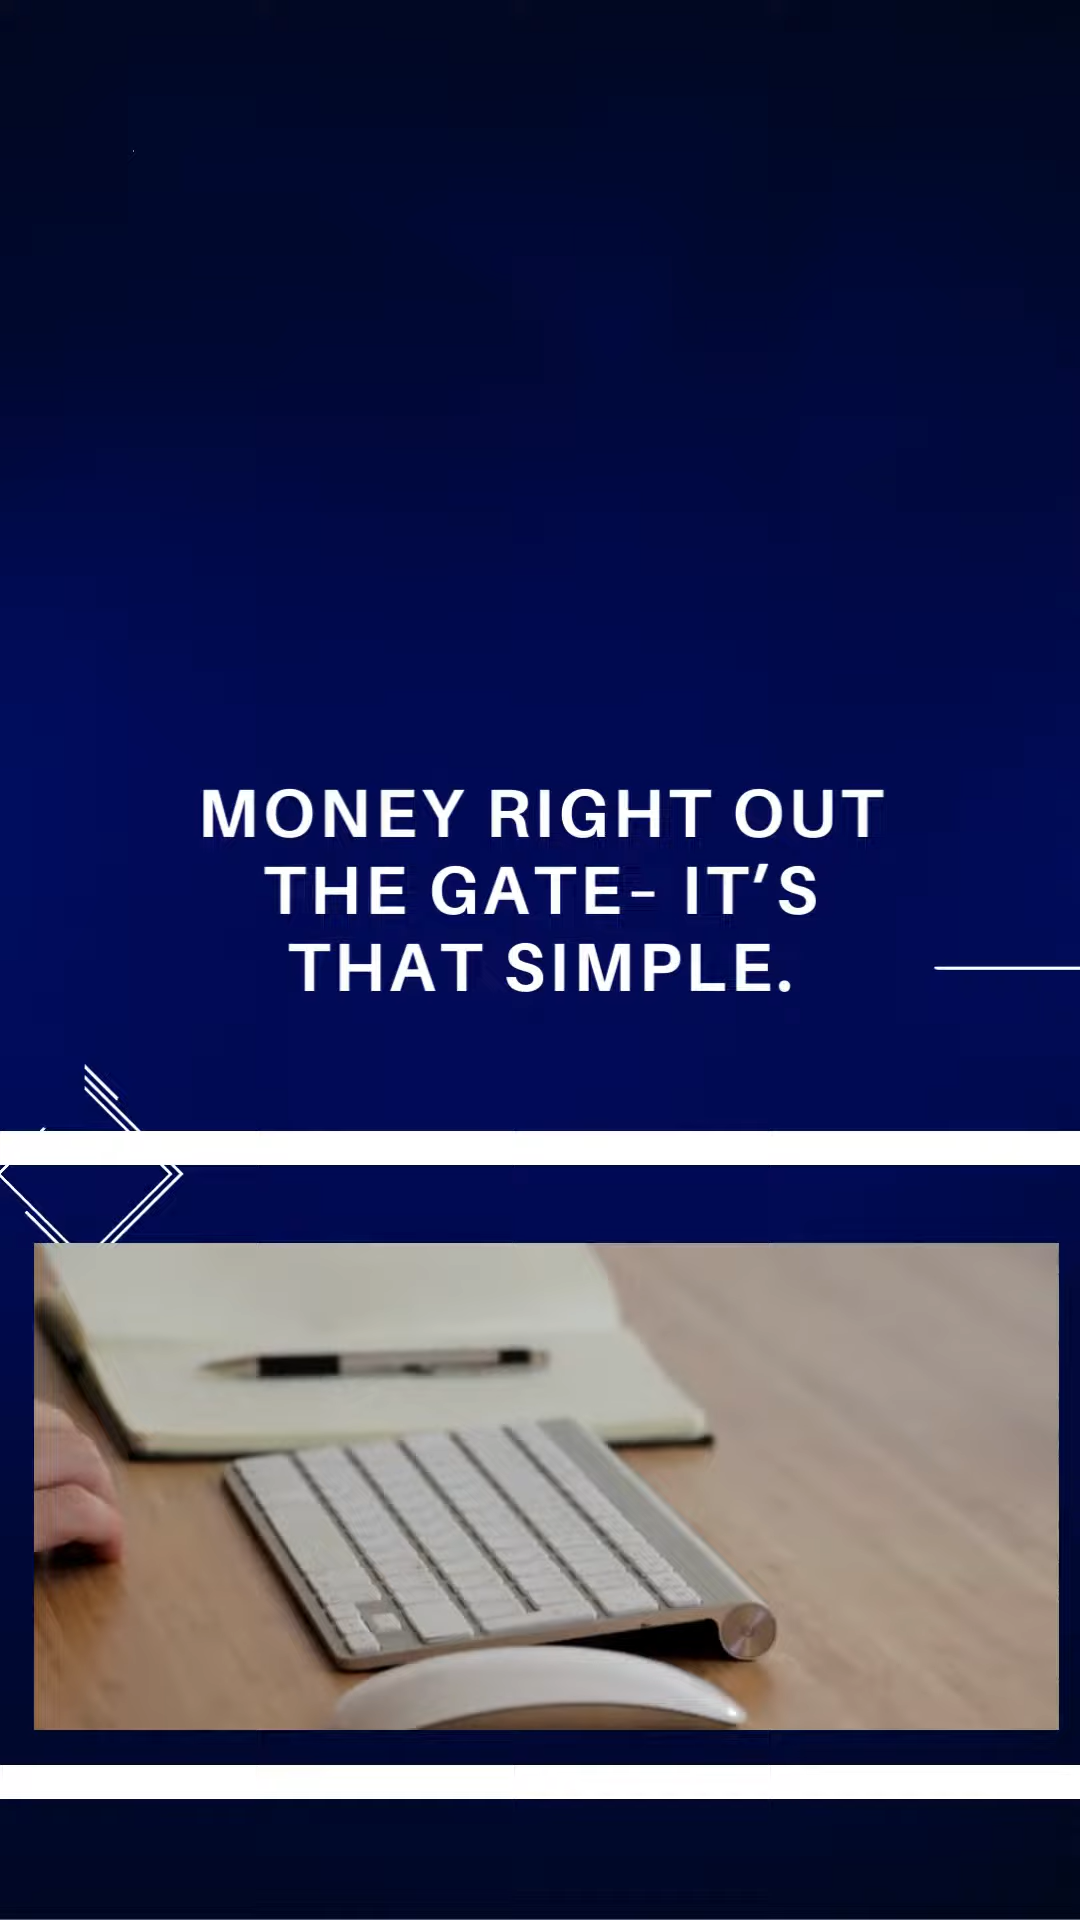 MONEY RIGHT OUT
THE GATE- IT’S
THAT SIMPLE.